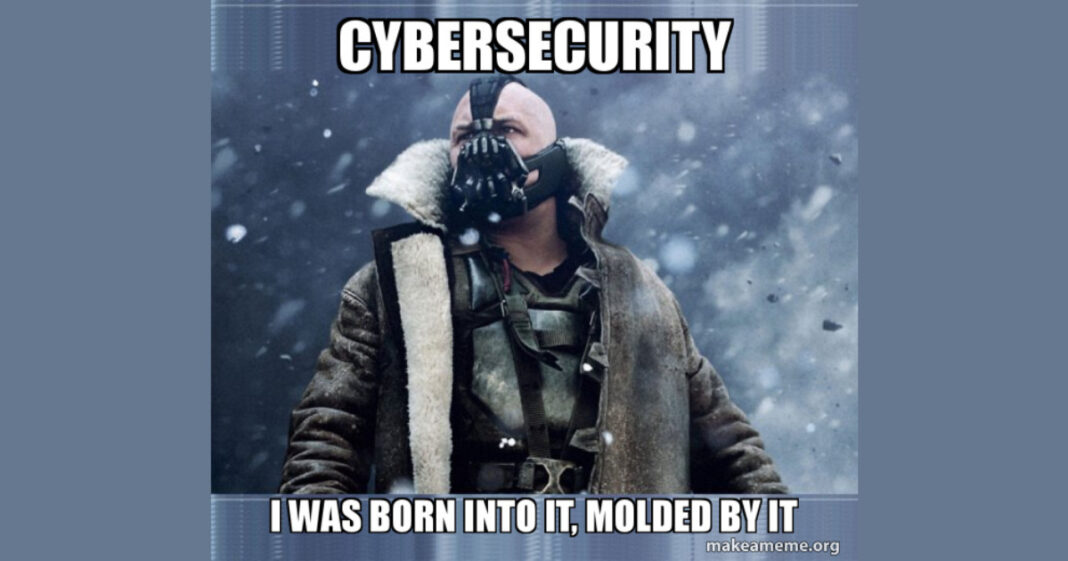 CYBERSECURITY
I WAS BORN INTO IT, MOLDED BY IT
makeameme.org